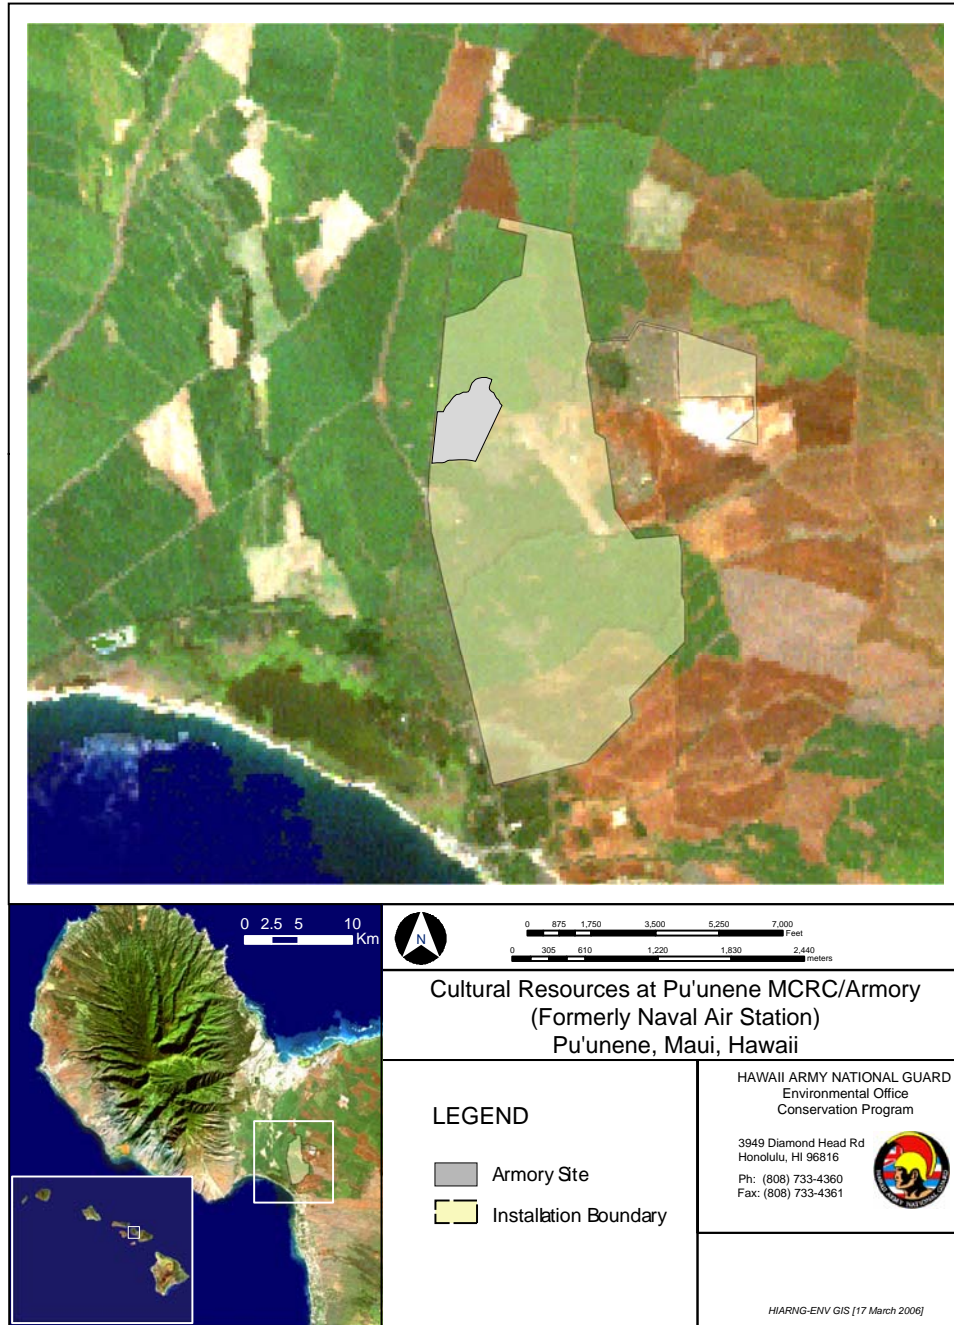 0 2.5 5 10
Km
N
0 875 1,750 3,500 5,250 7,000
Feet
0 305 610 1,220 1,830 2,440
meters
Cultural Resources at Pu'unene MCRC/Armory
(Formerly Naval Air Station)
Pu'unene, Maui, Hawaii
LEGEND
Armory Site
Installation Boundary
HAWAII ARMY NATIONAL GUARD
Environmental Office
Conservation Program
3949 Diamond Head Rd
Honolulu, HI 96816
Ph: (808) 733-4360
Fax: (808) 733-4361
HAWAII ARMY NATIONAL GUARD
HIARNG-ENV GIS [17 March 2006]